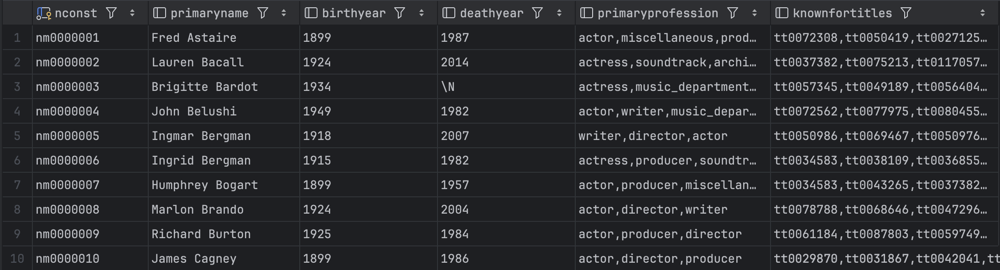 nconst primaryname birthyear deathyear primaryprofession knownfortitles
1 nm0000001 Fred Astaire 1899 1987 actor,miscellaneous,prod… tt0072308,tt0050419,tt0027125…
2 nm0000002 Lauren Bacall 1924 2014 actress,soundtrack,archi… tt0037382,tt0075213,tt0117057…
3 nm0000003 Brigitte Bardot 1934 \N actress,music_department… tt0057345,tt0049189,tt0056404…
4 nm0000004 John Belushi 1949 1982 actor,writer,music_depar… tt0072562,tt0077975,tt0080455…
5 nm0000005 Ingmar Bergman 1918 2007 writer,director,actor tt0050986,tt0069467,tt0050976…
6 nm0000006 Ingrid Bergman 1915 1982 actress,producer,soundtr… tt0034583,tt0038109,tt0036855…
7 nm0000007 Humphrey Bogart 1899 1957 actor,producer,miscellan… tt0034583,tt0043265,tt0037382…
8 nm0000008 Marlon Brando 1924 2004 actor,director,writer tt0078788,tt0068646,tt0047296…
9 nm0000009 Richard Burton 1925 1984 actor,producer,director tt0061184,tt0087803,tt0059749…
10 nm0000010 James Cagney 1899 1986 actor,director,producer tt0029870,tt0031867,tt0042041,tt